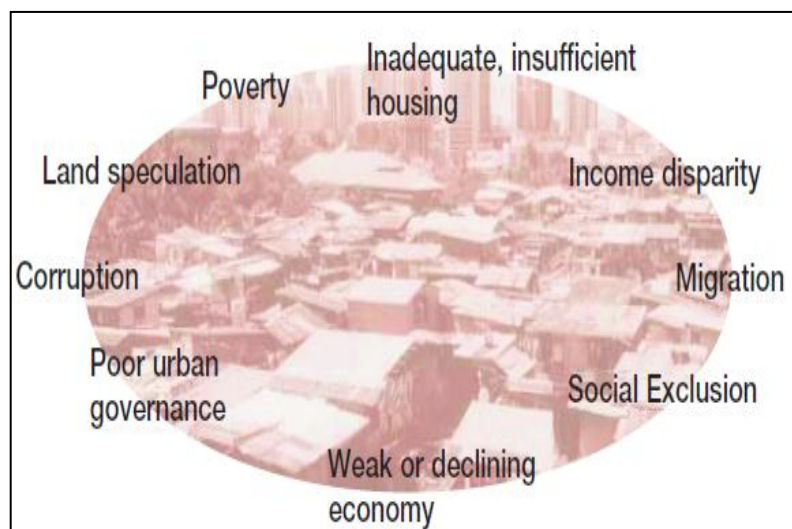 Inadequate, insufficient
housing
Poverty
Land speculation
Income disparity
Corruption
Migration
Poor urban
governance
Social Exclusion
Weak or declining
economy